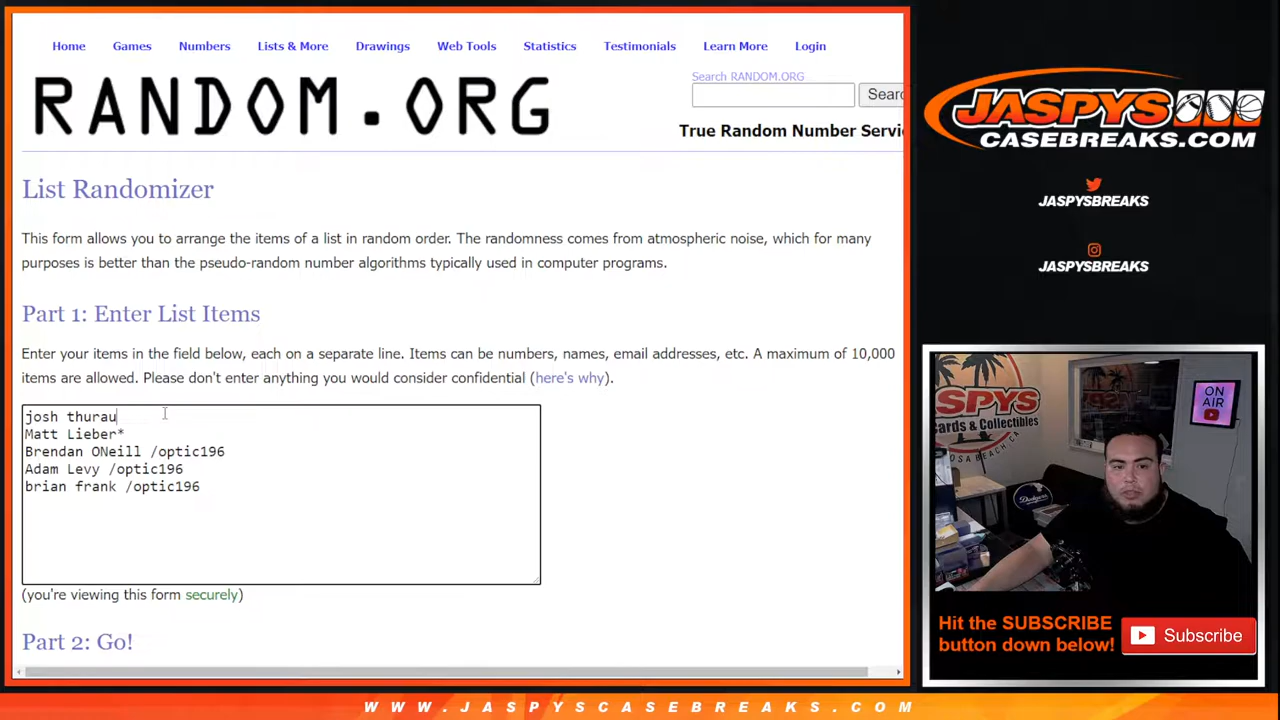 Home Games Numbers Lists & More Drawings Web Tools Statistics Testimonials Learn More Login
RANDOM.ORG
Search RANDOM.ORG
Searc
True Random Number Servi
List Randomizer
This form allows you to arrange the items of a list in random order. The randomness comes from atmospheric noise, which for many
purposes is better than the pseudo-random number algorithms typically used in computer programs.
Part 1: Enter List Items
Enter your items in the field below, each on a separate line. Items can be numbers, names, email addresses, etc. A maximum of 10,000
items are allowed. Please don't enter anything you would consider confidential (here's why).
josh thurau
Matt Lieber*
Brendan ONeill /optic196
Adam Levy /optic196
brian frank /optic196
(you're viewing this form securely)
Part 2: Go!
JASPYS
CASEBREAKS.COM
JASPYSBREAKS
JASPYSBREAKS
ON
AIR
ASPYS
ards & Collectibles
OSA BEACH CA
Dodgers
Hit the SUBSCRIBE
button down below!
Subscribe
WWW.JASPYSCASEBREAKS.COM